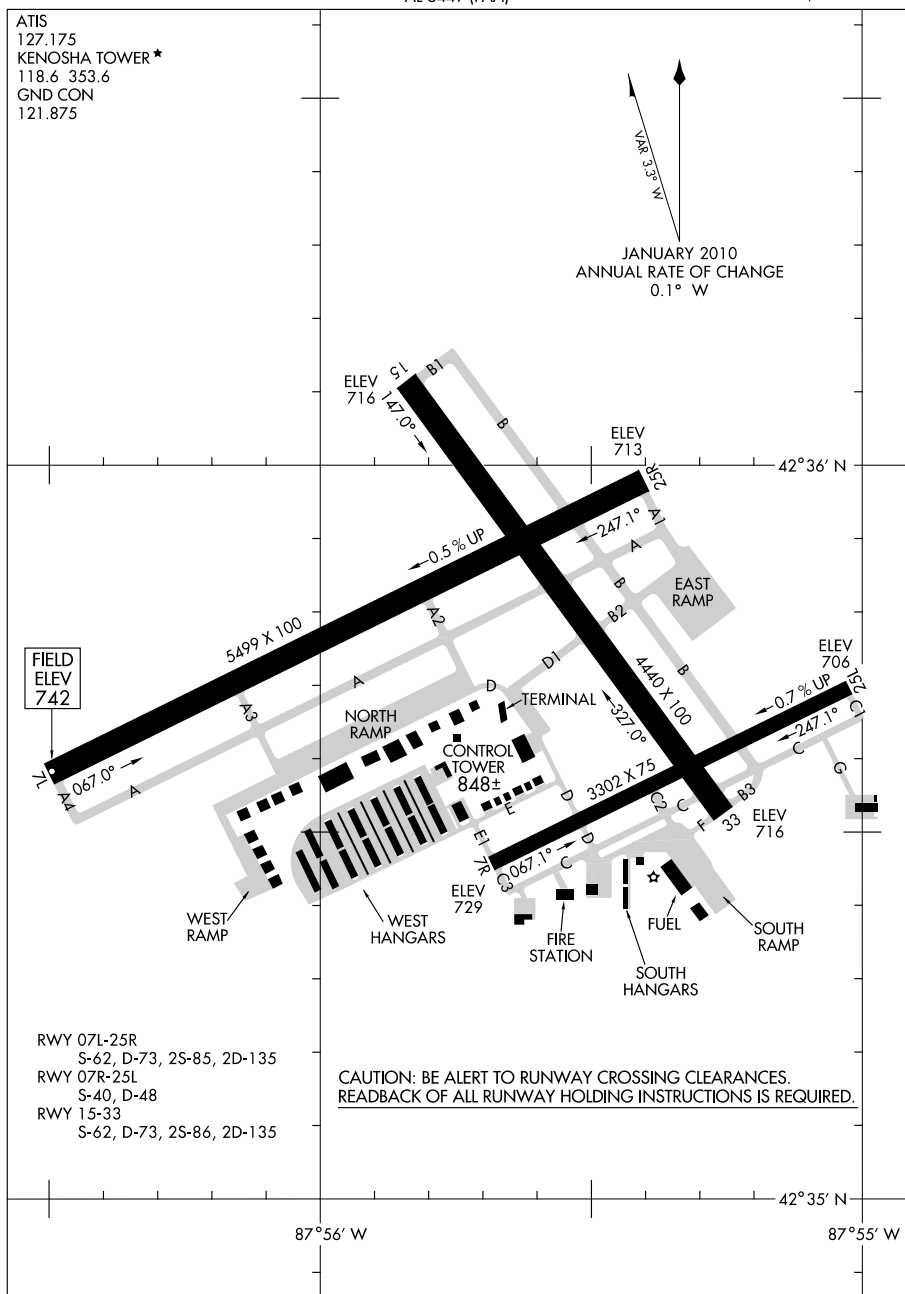 AL-5449 (FAA)
ATIS
127.175
KENOSHA TOWER★
118.6 353.6
GND CON
121.875
VAR 3.3° W
JANUARY 2010
ANNUAL RATE OF CHANGE
0.1° W
15
B1
ELEV
716
147.0°
B
ELEV
713
42°36' N
25R
A1
247.1°
0.5% UP
A
B
EAST
RAMP
A2
B2
5499 X 100
D1
4440 X 100
B
ELEV
706
25L
FIELD
ELEV
742
A
D
TERMINAL
0.7% UP
C1
A3
NORTH
RAMP
327.0°
247.1°
C
7L
067.0°
A4
A
CONTROL
TOWER
848±
3302 X 75
G
E
D
C2
C
B3
E1
D
F
33
ELEV
716
7R
067.1°
C
C3
ELEV
729
WEST
RAMP
WEST
HANGARS
FIRE
STATION
FUEL
SOUTH
RAMP
SOUTH
HANGARS
RWY 07L-25R
S-62, D-73, 2S-85, 2D-135
RWY 07R-25L
S-40, D-48
RWY 15-33
S-62, D-73, 2S-86, 2D-135
CAUTION: BE ALERT TO RUNWAY CROSSING CLEARANCES.
READBACK OF ALL RUNWAY HOLDING INSTRUCTIONS IS REQUIRED.
42°35' N
87°56' W
87°55' W